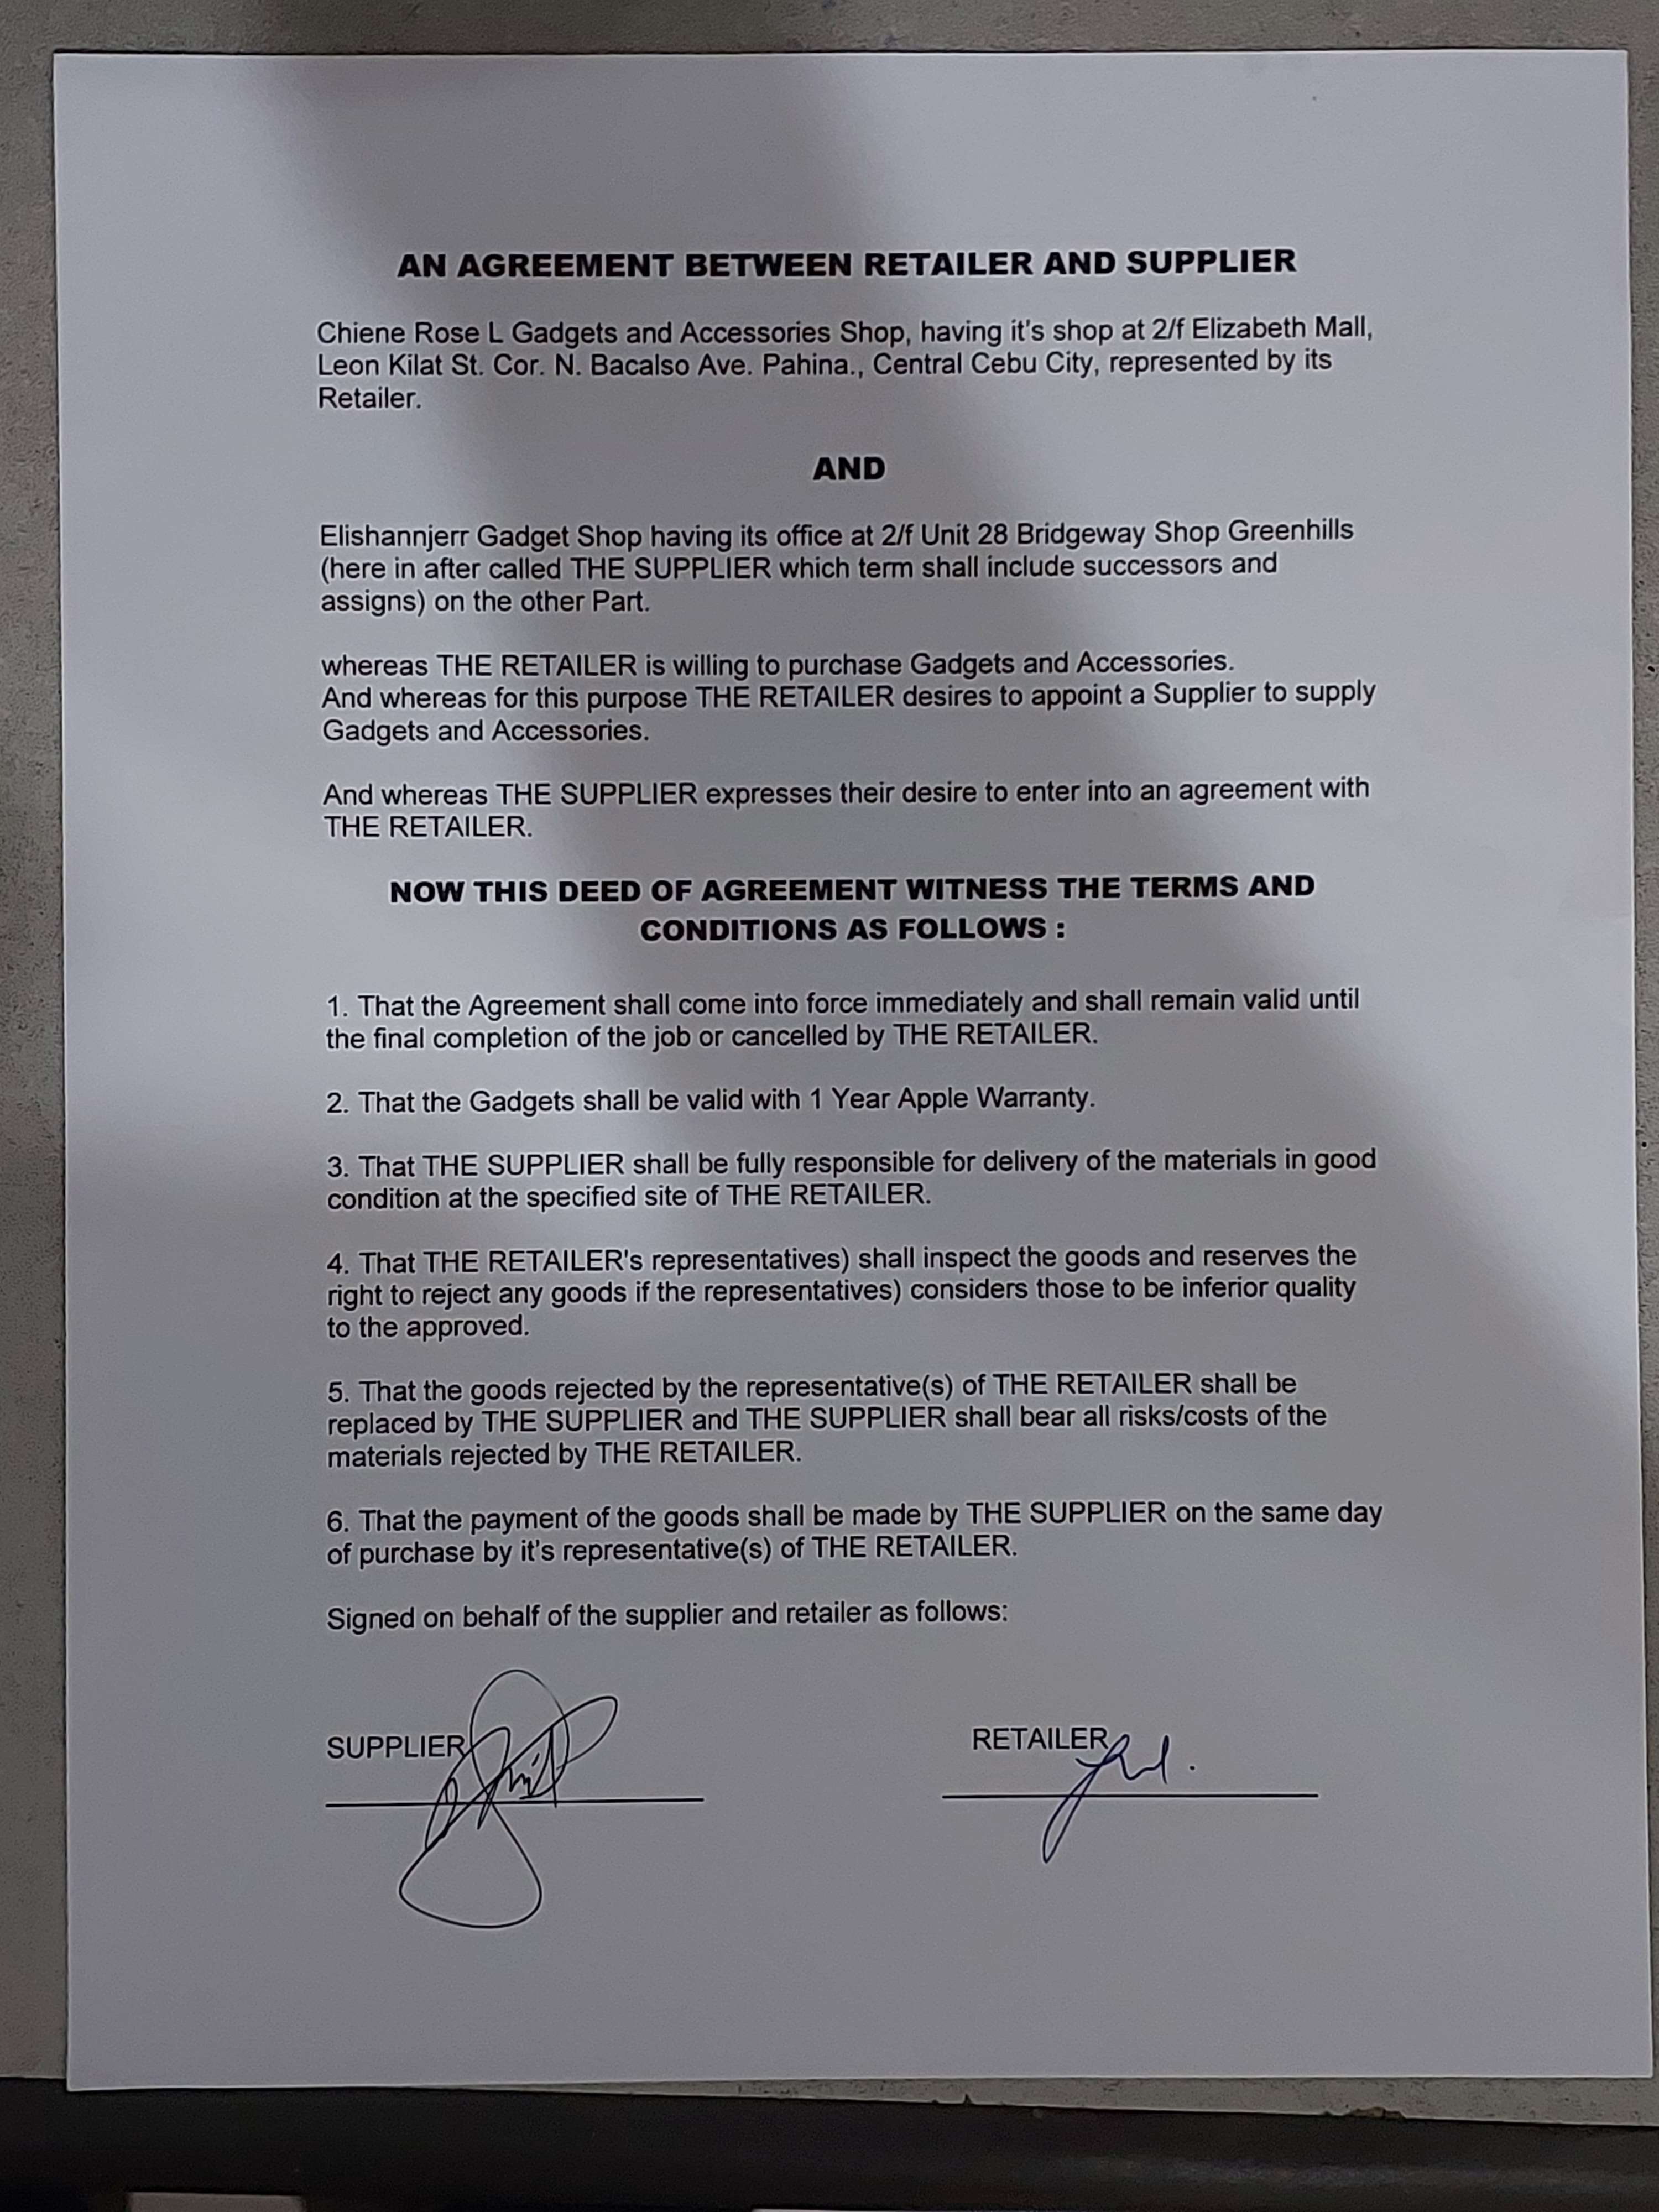 AN AGREEMENT BETWEEN RETAILER AND SUPPLIER
Chiene Rose L Gadgets and Accessories Shop, having it's shop at 2/f Elizabeth Mall,
Leon Kilat St. Cor. N. Bacalso Ave. Pahina., Central Cebu City, represented by its
Retailer.
AND
Elishannjerr Gadget Shop having its office at 2/f Unit 28 Bridgeway Shop Greenhills
(here in after called THE SUPPLIER which term shall include successors and
assigns) on the other Part.
whereas THE RETAILER is willing to purchase Gadgets and Accessories.
And whereas for this purpose THE RETAILER desires to appoint a Supplier to supply
Gadgets and Accessories.
And whereas THE SUPPLIER expresses their desire to enter into an agreement with
THE RETAILER.
NOW THIS DEED OF AGREEMENT WITNESS THE TERMS AND
CONDITIONS AS FOLLOWS :
1. That the Agreement shall come into force immediately and shall remain valid until
the final completion of the job or cancelled by THE RETAILER.
2. That the Gadgets shall be valid with 1 Year Apple Warranty.
3. That THE SUPPLIER shall be fully responsible for delivery of the materials in good
condition at the specified site of THE RETAILER.
4. That THE RETAILER's representatives) shall inspect the goods and reserves the
right to reject any goods if the representatives) considers those to be inferior quality
to the approved.
5. That the goods rejected by the representative(s) of THE RETAILER shall be
replaced by THE SUPPLIER and THE SUPPLIER shall bear all risks/costs of the
materials rejected by THE RETAILER.
6. That the payment of the goods shall be made by THE SUPPLIER on the same day
of purchase by it's representative(s) of THE RETAILER.
Signed on behalf of the supplier and retailer as follows:
SUPPLIER
RETAILER